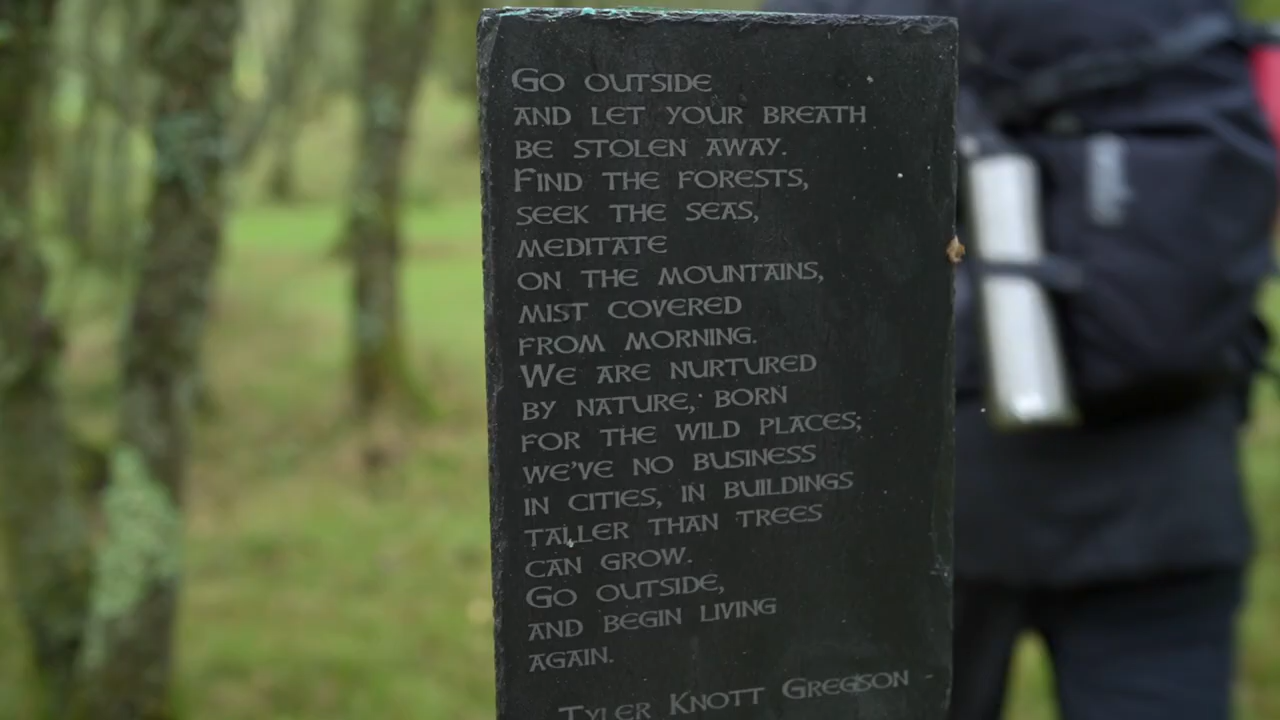 Go outside
and let your breath
be stolen away.
Find the forests,
seek the seas,
meditate
on the mountains,
mist covered
from morning.
We are nurtured
by nature, born
for the wild places;
we've no business
in cities, in buildings
taller than trees
can grow.
Go outside,
and begin living
again.
Tyler Knott Gregson -